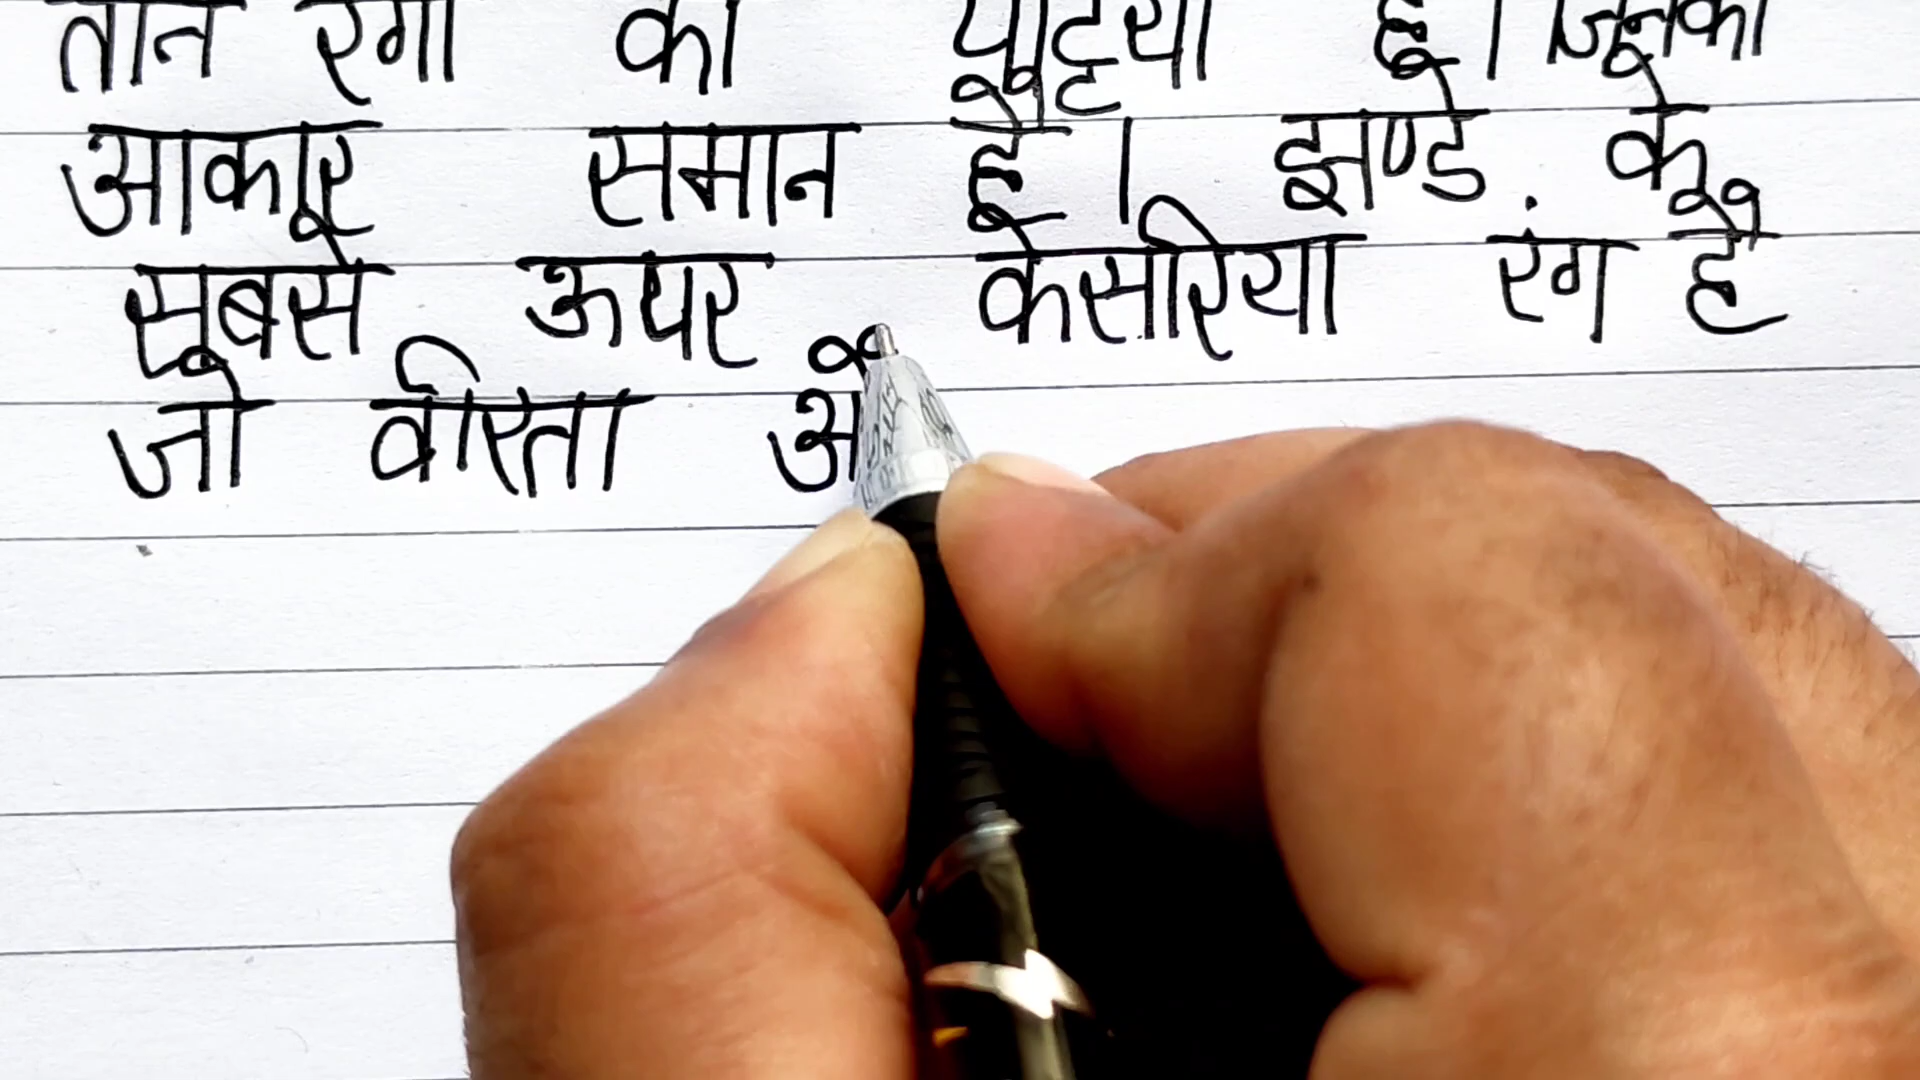 तीन रंगों की पट्टियाँ है। जिनका
आकार समान है। झण्डे के
सबसे ऊपर केसरिया रंग है
जो वीरता